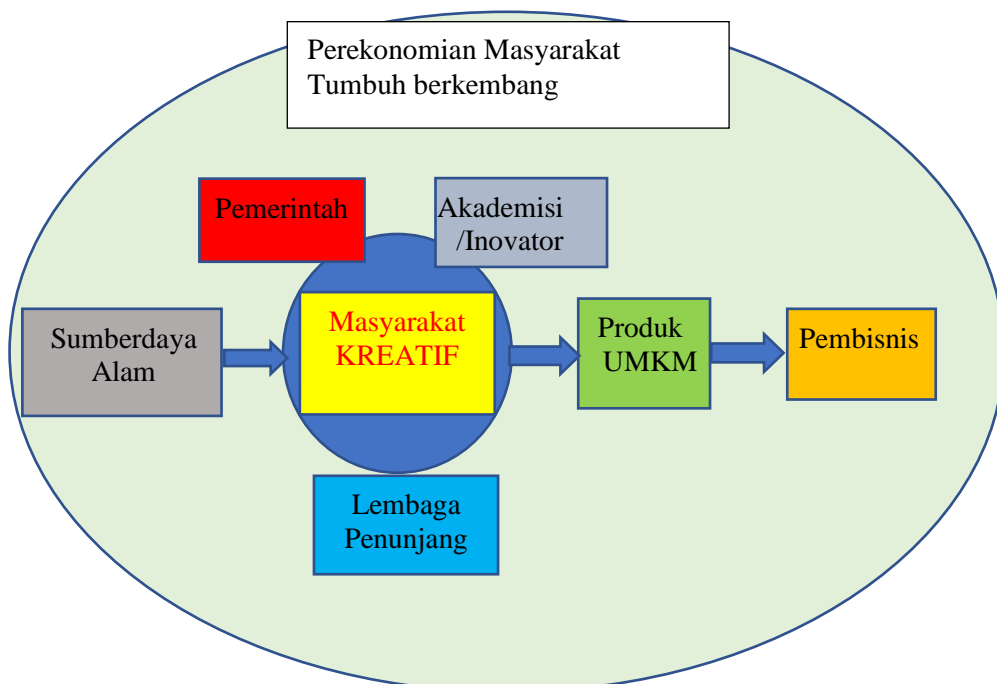 Perekonomian Masyarakat
Tumbuh berkembang
Pemerintah
Akademisi
/Inovator
Sumberdaya
Alam
Masyarakat
KREATIF
Produk
UMKM
Pembisnis
Lembaga
Penunjang